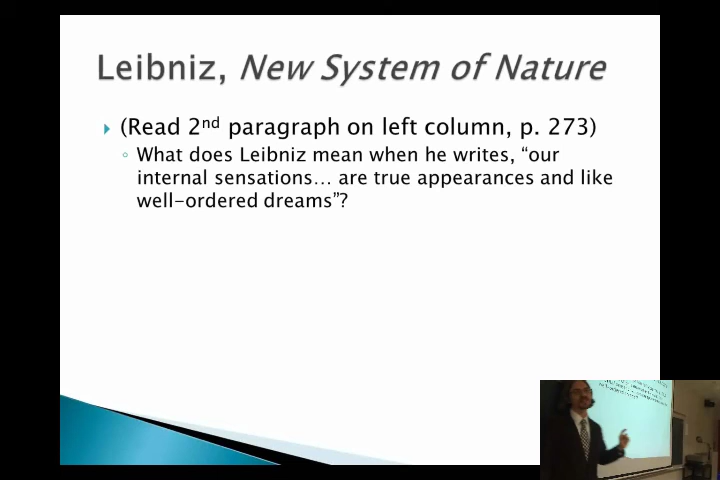 Leibniz, New System of Nature
(Read 2nd paragraph on left column, p. 273)
What does Leibniz mean when he writes, “our
internal sensations… are true appearances and like
well-ordered dreams”?